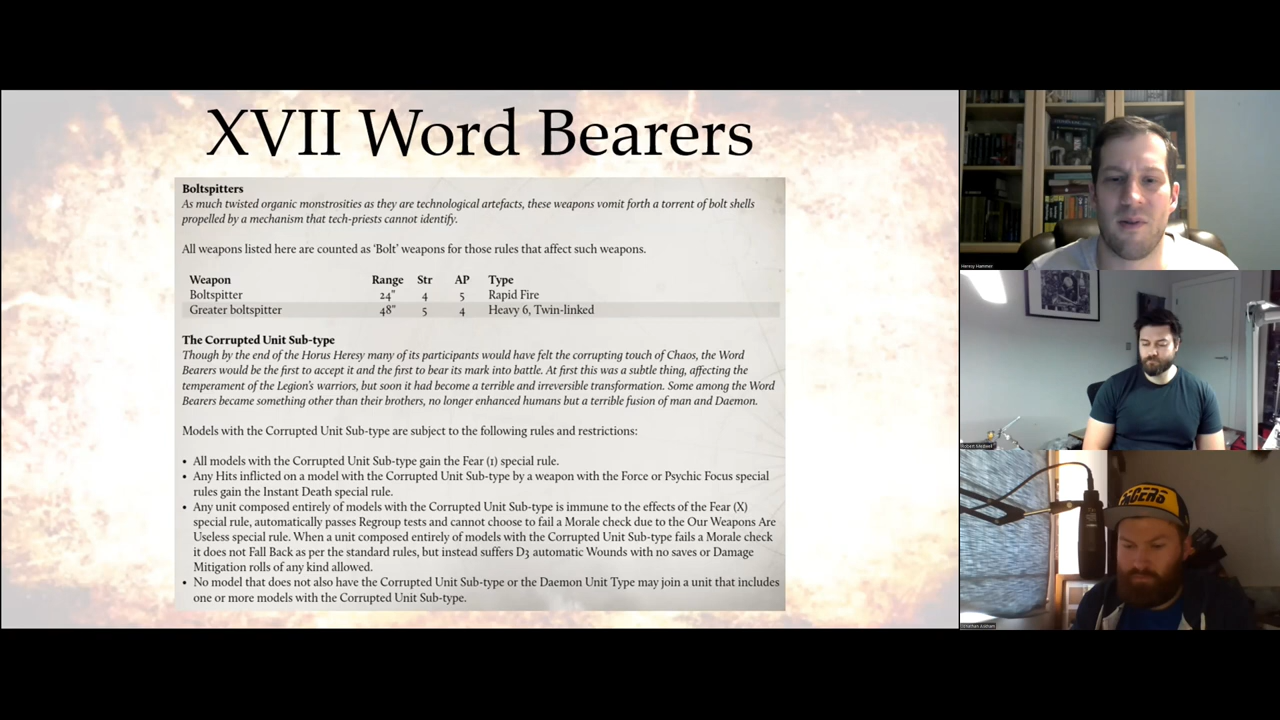 XVII Word Bearers
Boltspitters
As much twisted organic monstrosities as they are technological artefacts, these weapons vomit forth a torrent of bolt shells
propelled by a mechanism that tech-priests cannot identify.
All weapons listed here are counted as ‘Bolt’ weapons for those rules that affect such weapons.
Weapon Range Str AP Type
Boltspitter 24" 4 5 Rapid Fire
Greater boltspitter 48" 5 4 Heavy 6, Twin-linked
The Corrupted Unit Sub-type
Though by the end of the Horus Heresy many of its participants would have felt the corrupting touch of Chaos, the Word
Bearers would be the first to accept it and the first to bear its mark into battle. At first this was a subtle thing, affecting the
temperament of the Legion's warriors, but soon it had become a terrible and irreversible transformation. Some among the Word
Bearers became something other than their brothers, no longer enhanced humans but a terrible fusion of man and Daemon.
Models with the Corrupted Unit Sub-type are subject to the following rules and restrictions:
• All models with the Corrupted Unit Sub-type gain the Fear (1) special rule.
• Any Hits inflicted on a model with the Corrupted Unit Sub-type by a weapon with the Force or Psychic Focus special
rules gain the Instant Death special rule.
• Any unit composed entirely of models with the Corrupted Unit Sub-type is immune to the effects of the Fear (X)
special rule, automatically passes Regroup tests and cannot choose to fail a Morale check due to the Our Weapons Are
Useless special rule. When a unit composed entirely of models with the Corrupted Unit Sub-type fails a Morale check
it does not Fall Back as per the standard rules, but instead suffers D3 automatic Wounds with no saves or Damage
Mitigation rolls of any kind allowed.
• No model that does not also have the Corrupted Unit Sub-type or the Daemon Unit Type may join a unit that includes
one or more models with the Corrupted Unit Sub-type.